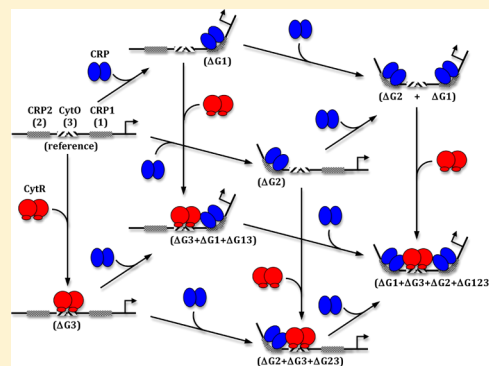 CRP
(ΔG1)
CRP2 CytO CRP1
(2) (3) (1)
(reference)
(ΔG2 + ΔG1)
(ΔG2)
CytR
(ΔG3+ΔG1+ΔG13)
(ΔG3)
(ΔG1+ΔG3+ΔG2+ΔG123)
(ΔG2+ΔG3+ΔG23)